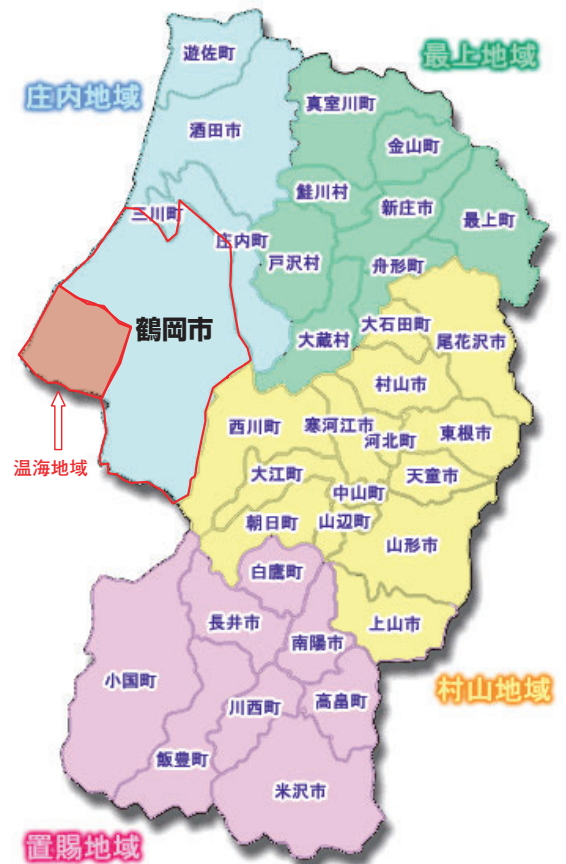 遊佐町
最上地域
庄内地域
真室川町
酒田市
金山町
鮭川村
新庄市
三川町
最上町
庄内町
戸沢村
舟形町
鶴岡市
大石田町
大蔵村
尾花沢市
村山市
西川町
寒河江市
東根市
河北町
温海地域
大江町
天童市
中山町
朝日町
山辺町
山形市
白鷹町
長井市
上山市
南陽市
小国町
高畠町
村山地域
川西町
飯豊町
米沢市
置賜地域